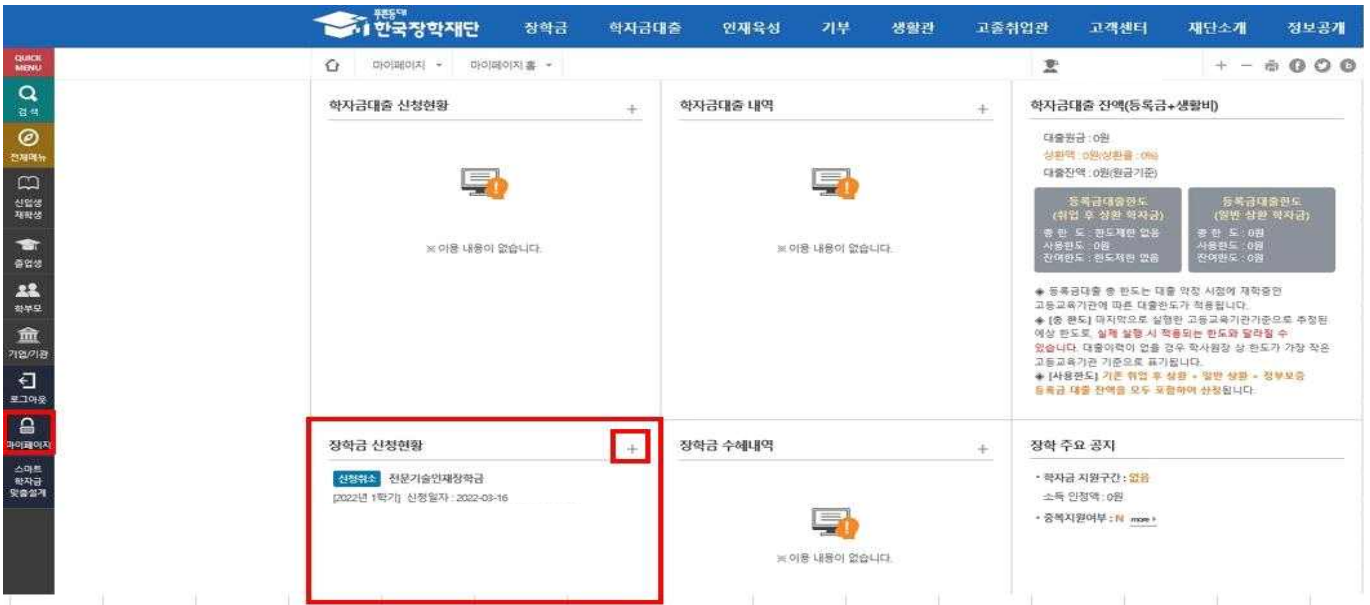 푸른등대
한국장학재단
장학금
학자금대출
인재육성
기부
생활관
고졸취업관
고객센터
재단소개
정보공개
QUICK
MENU
검색
전체메뉴
신입생
재학생
졸업생
학부모
기업/기관
로그아웃
마이페이지
스마트
학자금
맞춤설계
마이페이지
마이페이지 홈
학자금대출 신청현황
※ 이용 내용이 없습니다.
학자금대출 내역
※ 이용 내용이 없습니다.
학자금대출 잔액(등록금+생활비)
대출원금 : 0원
상환액 : 0원(상환율 : 0%)
대출잔액 : 0원(원금기준)
등록금대출한도
(취업 후 상환 학자금)
총 한 도 : 한도제한 없음
사용한도 : 0원
잔여한도 : 한도제한 없음
등록금대출한도
(일반 상환 학자금)
총 한 도 : 0원
사용한도 : 0원
잔여한도 : 0원
◈ 등록금대출 총 한도는 대출 약정 시점에 재학중인
고등교육기관에 따른 대출한도가 적용됩니다.
◈ [총 한도] 마지막으로 실행한 고등교육기관기준으로 추정된
예상 한도로, 실제 실행 시 적용되는 한도와 달라질 수
있습니다. 대출이력이 없을 경우 학사원장 상 한도가 가장 작은
고등교육기관 기준으로 표기됩니다.
◈ [사용한도] 기존 취업 후 상환 + 일반 상환 + 정부보증
등록금 대출 잔액을 모두 포함하여 산정됩니다.
장학금 신청현황
신청취소 전문기술인재장학금
[2022년 1학기] 신청일자 : 2022-03-16
장학금 수혜내역
※ 이용 내용이 없습니다.
장학 주요 공지
• 학자금 지원구간 : 없음
소득 인정액 : 0원
• 중복지원여부 : N more